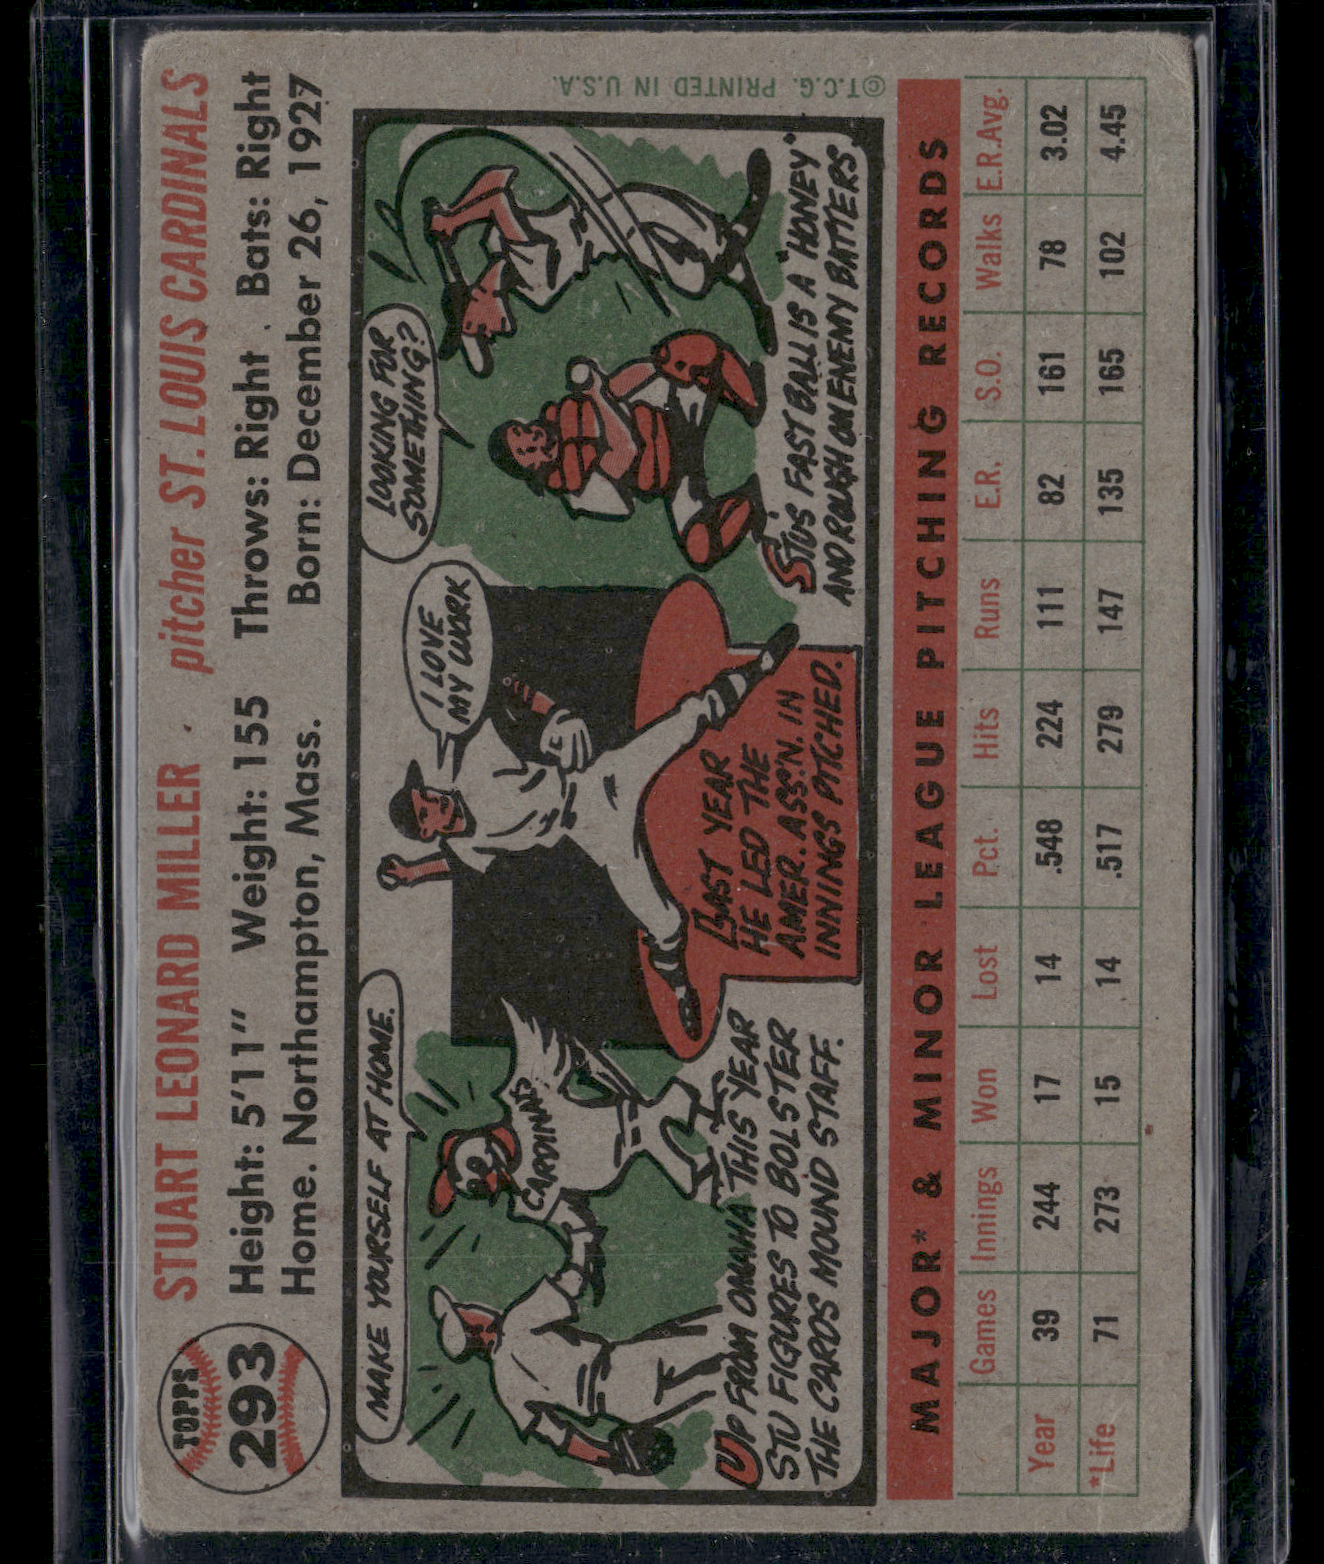 TOPPS
293
STUART LEONARD MILLER · pitcher ST. LOUIS CARDINALS
Height: 5'11" Weight: 155 Throws: Right . Bats: Right
Home. Northampton, Mass. Born: December 26, 1927
MAKE YOURSELF AT HOME.
CARDINALS
UP FROM OMAHA THIS YEAR
STU FIGURES TO BOLSTER
THE CARDS MOUND STAFF.
I LOVE
MY WORK
LAST YEAR
HE LED THE
AMER. ASS'N. IN
INNINGS PITCHED.
LOOKING FOR
SOMETHING?
STU'S FAST BALL IS A "HONEY"
AND ROUGH ON ENEMY BATTERS.
©T.C.G. PRINTED IN U.S.A.
MAJOR* & MINOR LEAGUE PITCHING RECORDS
Games Innings Won Lost Pct. Hits Runs E.R. S.O. Walks E.R.Avg.
Year 39 244 17 14 .548 224 111 82 161 78 3.02
*Life 71 273 15 14 .517 279 147 135 165 102 4.45